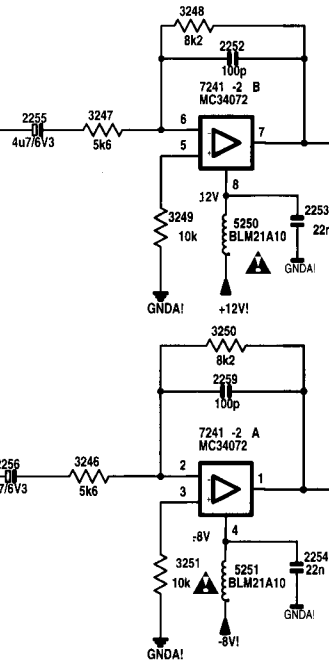 3248
8k2
2252
100p
7241 -2 B
MC34072
2255
4u7/6V3
3247
5k6
6
5
7
8
-
+
12V
3249
10k
5250
BLM21A10
2253
22n
GNDA!
GNDA!
+12V!
3250
8k2
2259
100p
7241 -2 A
MC34072
2256
7/6V3
3246
5k6
2
3
1
4
-
+
-8V
3251
10k
5251
BLM21A10
2254
22n
GNDA!
GNDA!
-8V!